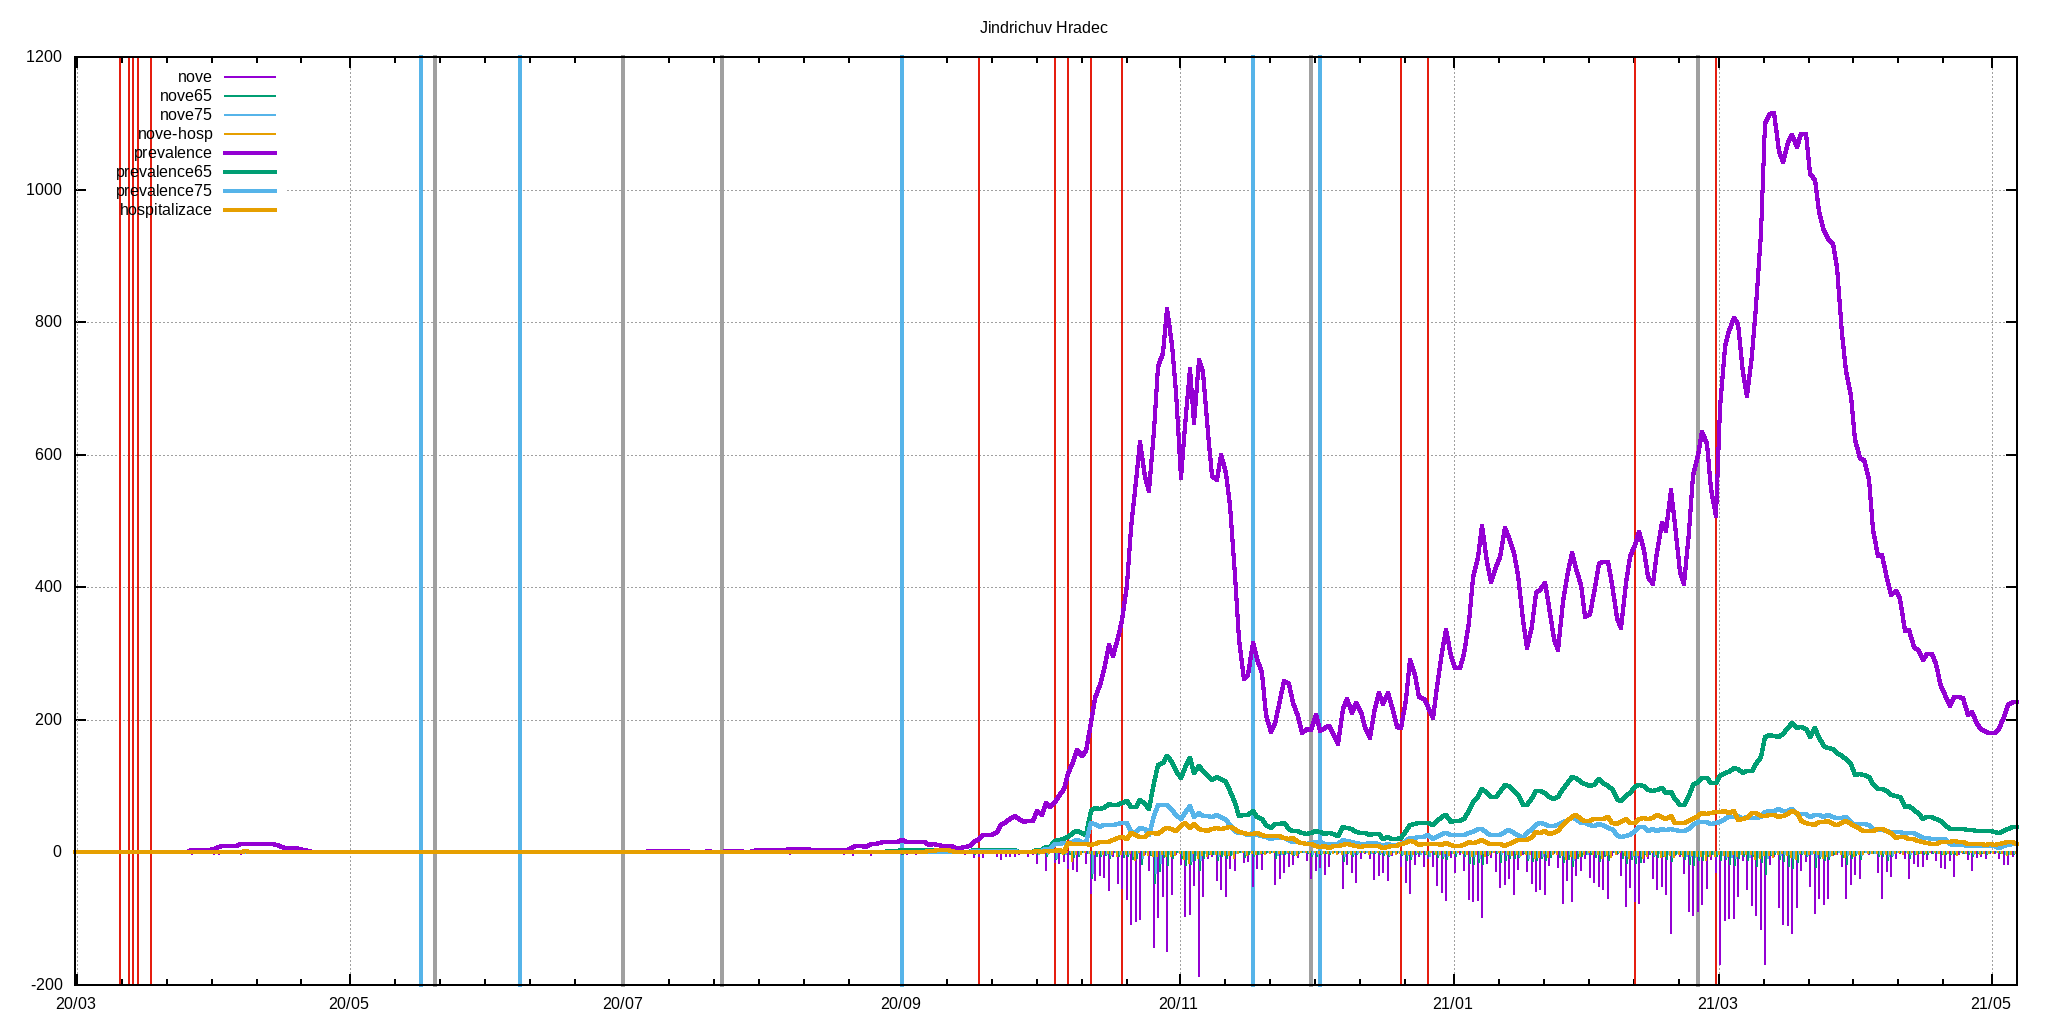 Jindrichuv Hradec
1200
1000
800
600
400
200
0
-200
nove
nove65
nove75
nove-hosp
prevalence
prevalence65
prevalence75
hospitalizace
20/03 20/05 20/07 20/09 20/11 21/01 21/03 21/05